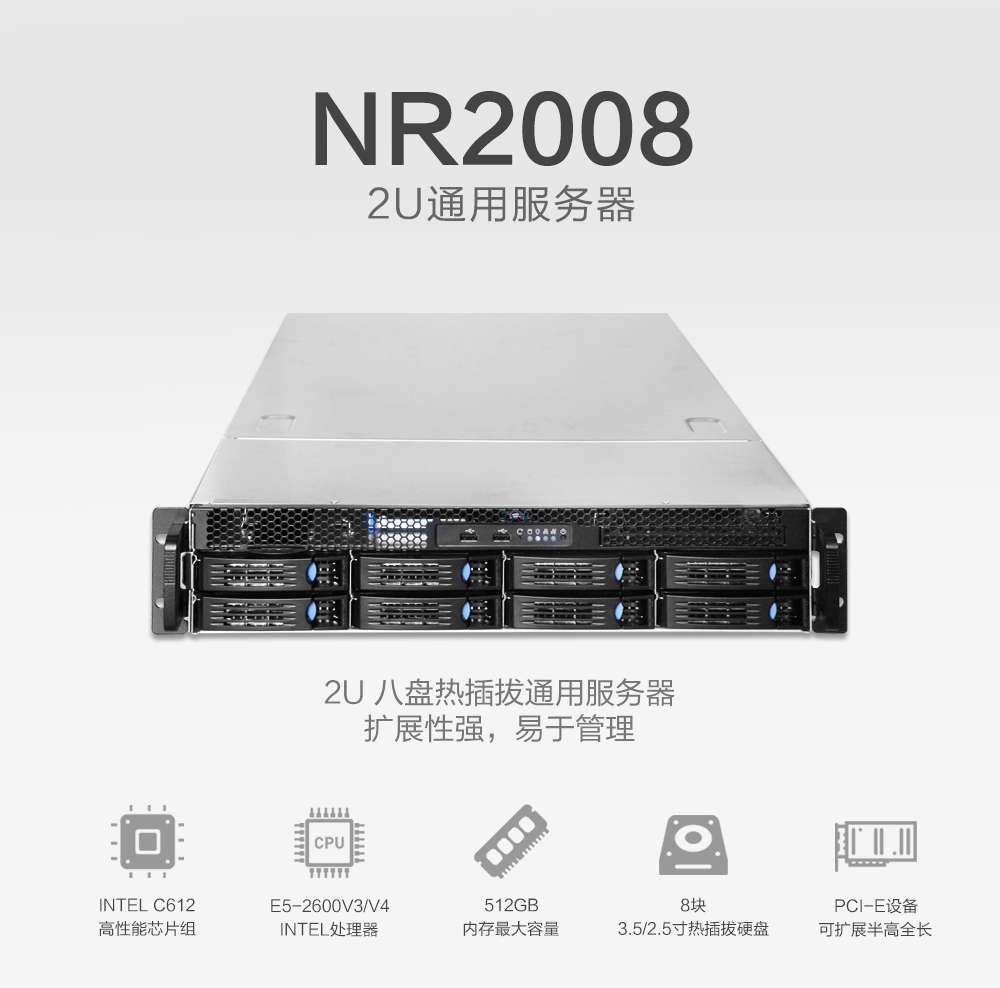 NR2008
2U通用服务器
2U 八盘热插拔通用服务器
扩展性强，易于管理
CPU
INTEL C612
高性能芯片组
E5-2600V3/V4
INTEL处理器
512GB
内存最大容量
8块
3.5/2.5寸热插拔硬盘
PCI-E设备
可扩展半高全长